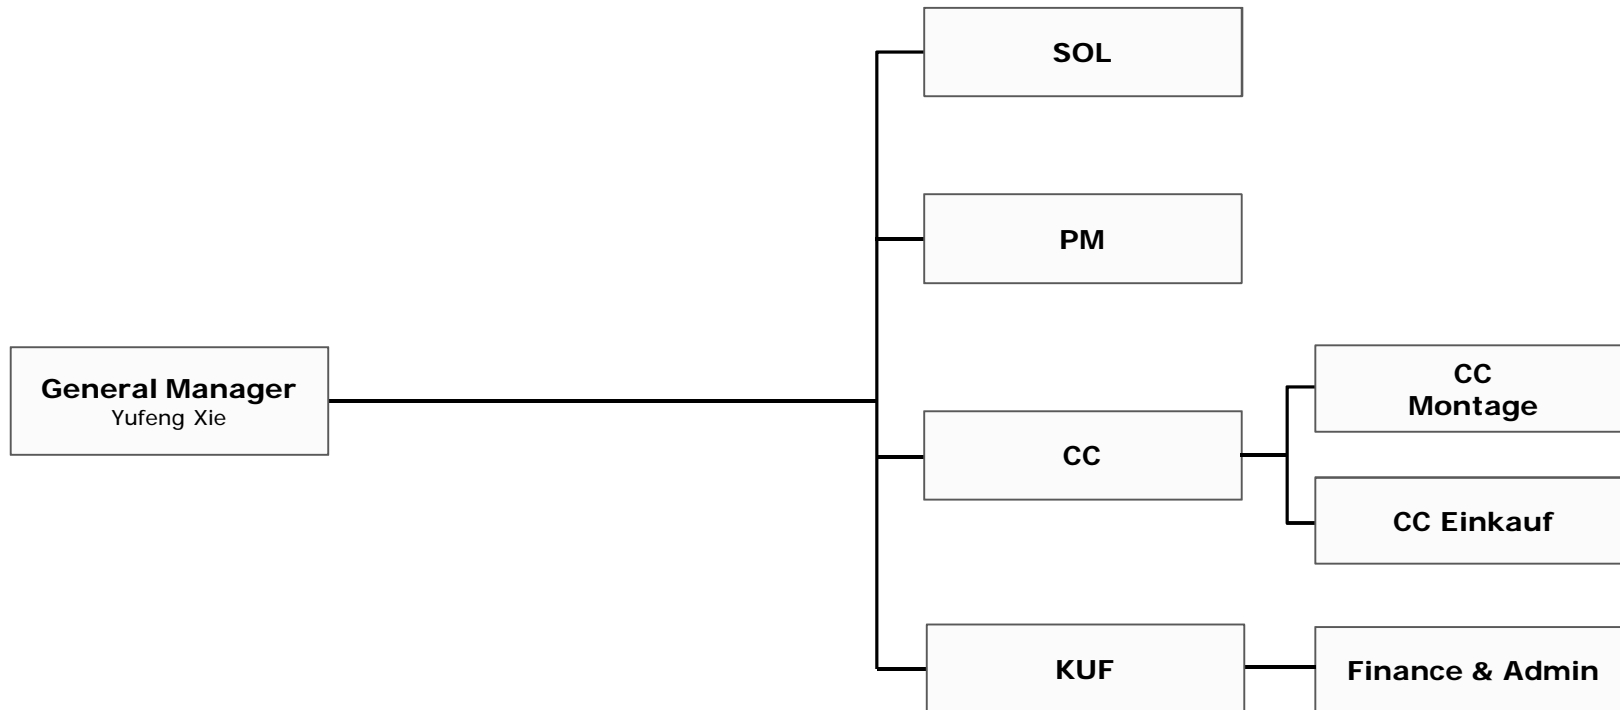 SOL
PM
General Manager
Yufeng Xie
CC
Montage
CC
CC Einkauf
KUF
Finance & Admin